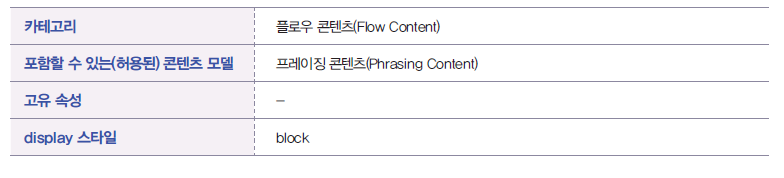 카테고리 플로우 콘텐츠(Flow Content)
포함할 수 있는(허용된) 콘텐츠 모델 프레이징 콘텐츠(Phrasing Content)
고유 속성 –
display 스타일 block